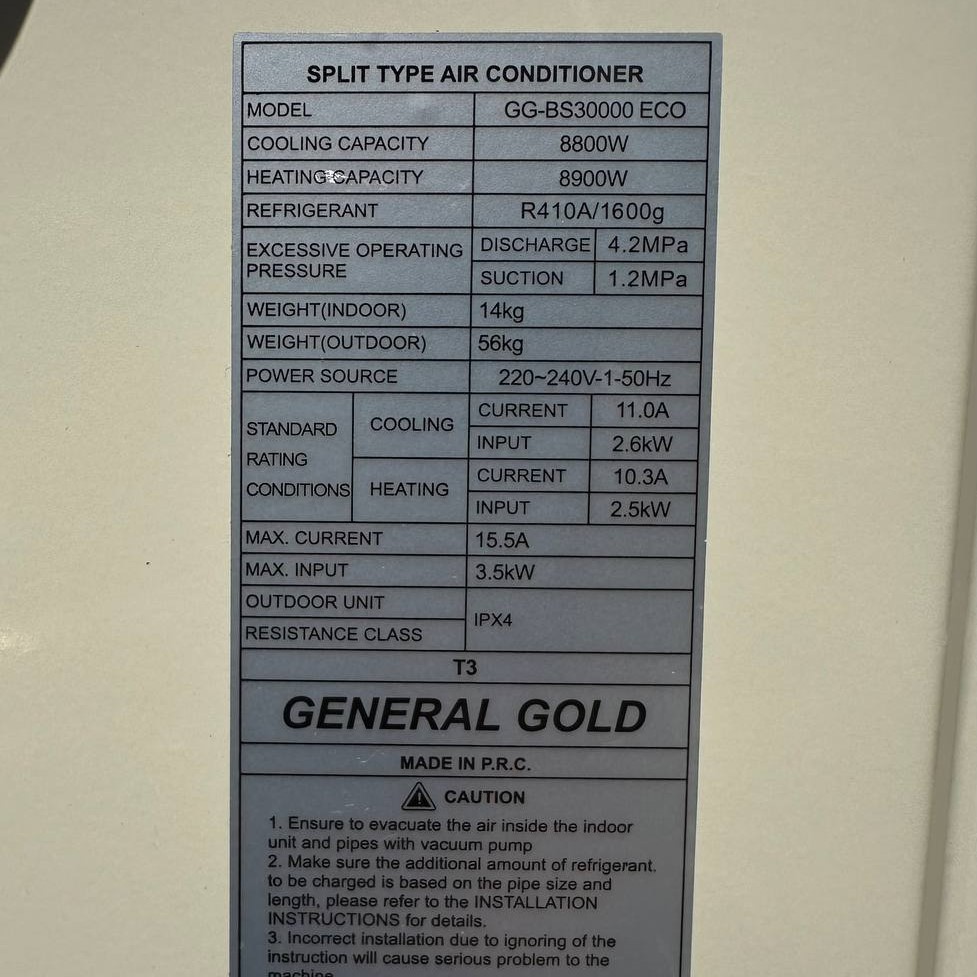 SPLIT TYPE AIR CONDITIONER
MODEL GG-BS30000 ECO
COOLING CAPACITY 8800W
HEATING CAPACITY 8900W
REFRIGERANT R410A/1600g
EXCESSIVE OPERATING PRESSURE DISCHARGE 4.2MPa
SUCTION 1.2MPa
WEIGHT(INDOOR) 14kg
WEIGHT(OUTDOOR) 56kg
POWER SOURCE 220~240V-1-50Hz
STANDARD RATING CONDITIONS COOLING CURRENT 11.0A
INPUT 2.6kW
HEATING CURRENT 10.3A
INPUT 2.5kW
MAX. CURRENT 15.5A
MAX. INPUT 3.5kW
OUTDOOR UNIT
RESISTANCE CLASS IPX4
T3
GENERAL GOLD
MADE IN P.R.C.
CAUTION
1. Ensure to evacuate the air inside the indoor
unit and pipes with vacuum pump
2. Make sure the additional amount of refrigerant.
to be charged is based on the pipe size and
length, please refer to the INSTALLATION
INSTRUCTIONS for details.
3. Incorrect installation due to ignoring of the
instruction will cause serious problem to the
machine